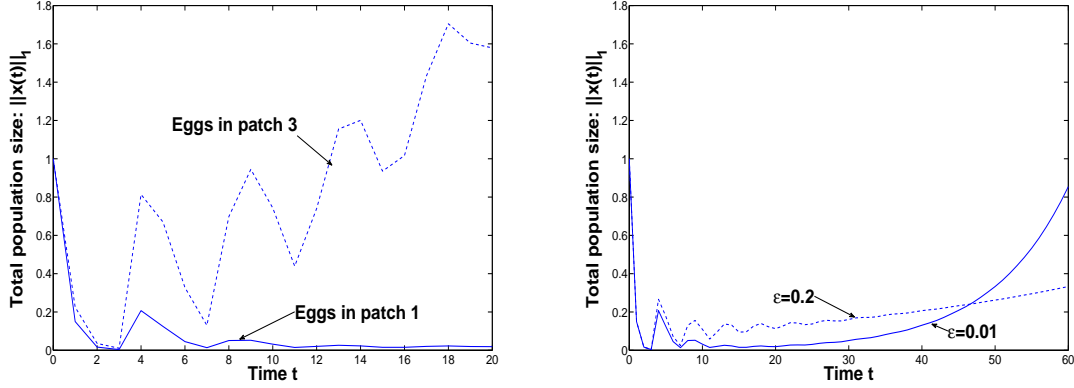 Total population size: ||x(t)||1
1.8
1.6
1.4
1.2
1
0.8
0.6
0.4
0.2
0
Eggs in patch 3
Eggs in patch 1
0 2 4 6 8 10 12 14 16 18 20
Time t
Total population size: ||x(t)||1
1.8
1.6
1.4
1.2
1
0.8
0.6
0.4
0.2
0
ε=0.2
ε=0.01
0 10 20 30 40 50 60
Time t